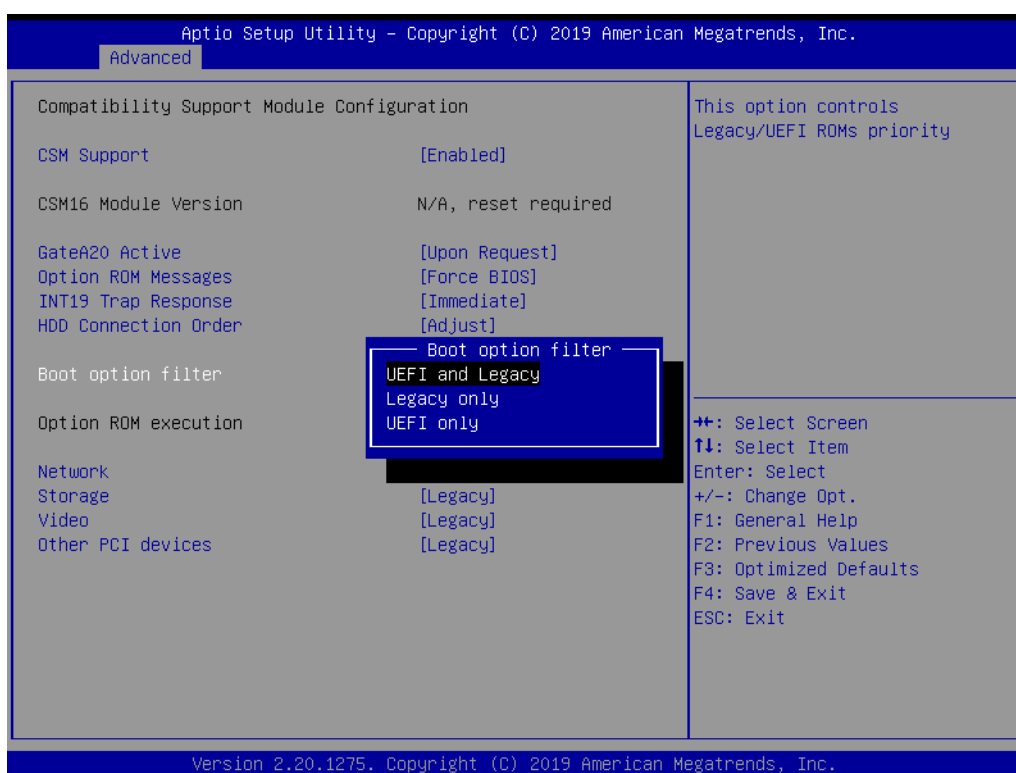 Aptio Setup Utility – Copyright (C) 2019 American Megatrends, Inc.
Advanced
Compatibility Support Module Configuration
CSM Support [Enabled]
CSM16 Module Version N/A, reset required
GateA20 Active [Upon Request]
Option ROM Messages [Force BIOS]
INT19 Trap Response [Immediate]
HDD Connection Order [Adjust]
Boot option filter
Boot option filter
UEFI and Legacy
Legacy only
UEFI only
Option ROM execution
Network
Storage [Legacy]
Video [Legacy]
Other PCI devices [Legacy]
This option controls
Legacy/UEFI ROMs priority
→←: Select Screen
↑↓: Select Item
Enter: Select
+/-: Change Opt.
F1: General Help
F2: Previous Values
F3: Optimized Defaults
F4: Save & Exit
ESC: Exit
Version 2.20.1275. Copyright (C) 2019 American Megatrends, Inc.